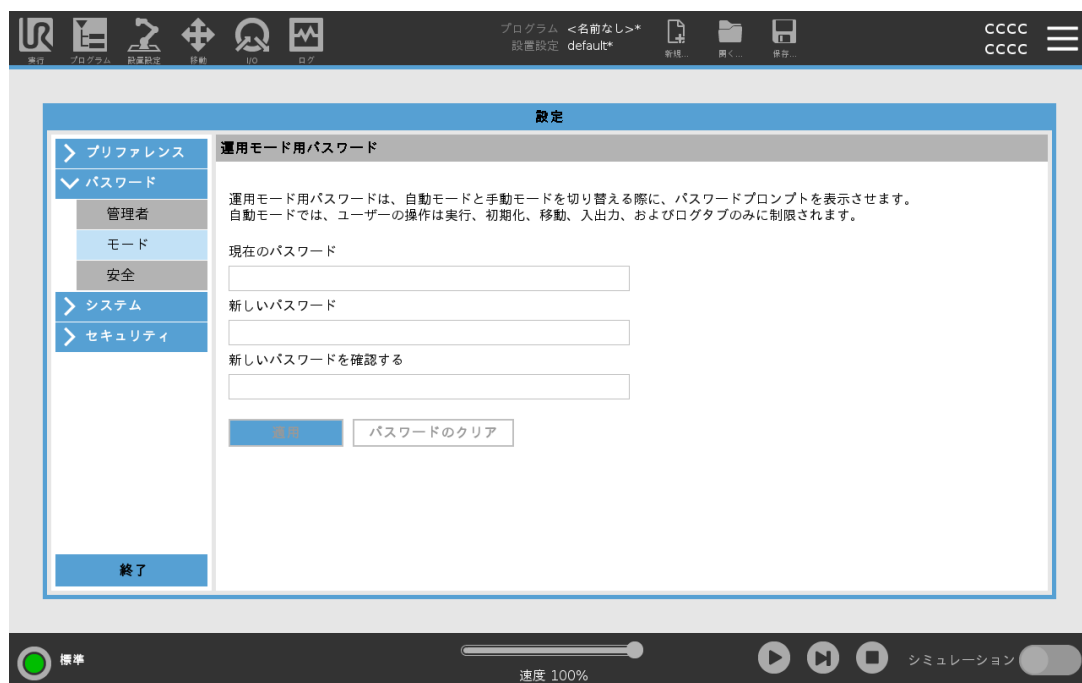 UR
プログラム <名前なし>*
設置設定 default*
cccc
cccc
実行 プログラム 設置設定 移動 I/O ログ 新規... 開く... 保存...
設定
プリファレンス
パスワード
管理者
モード
安全
システム
セキュリティ
終了
運用モード用パスワード
運用モード用パスワードは、自動モードと手動モードを切り替える際に、パスワードプロンプトを表示させます。
自動モードでは、ユーザーの操作は実行、初期化、移動、入出力、およびログタブのみに制限されます。
現在のパスワード
新しいパスワード
新しいパスワードを確認する
適用 パスワードのクリア
標準
速度 100%
シミュレーション